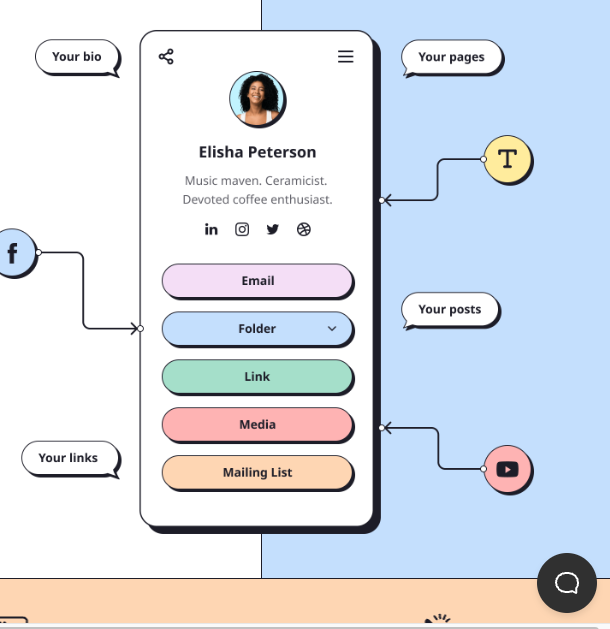 Your bio
Your pages
Elisha Peterson
Music maven. Ceramicist.
Devoted coffee enthusiast.
Email
Folder
Your posts
Link
Media
Your links
Mailing List